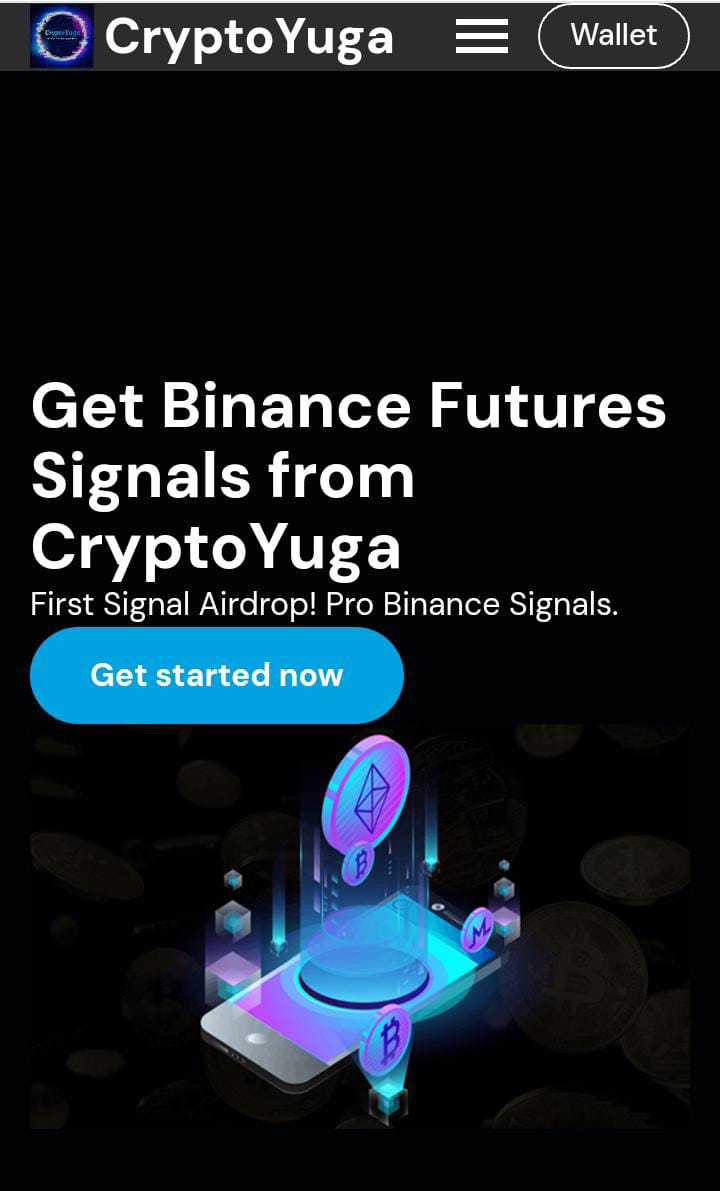 CryptoYuga
Wallet
Get Binance Futures
Signals from
CryptoYuga
First Signal Airdrop! Pro Binance Signals.
Get started now